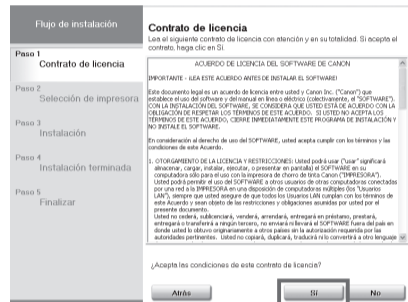 Flujo de instalación
Paso 1
Contrato de licencia
Paso 2
Selección de impresora
Paso 3
Instalación
Paso 4
Instalación terminada
Paso 5
Finalizar
Contrato de licencia
Lea el siguiente contrato de licencia con atención y en su totalidad. Si acepta el
contrato, haga clic en Sí.
ACUERDO DE LICENCIA DEL SOFTWARE DE CANON
IMPORTANTE - ¡LEA ESTE ACUERDO ANTES DE INSTALAR EL SOFTWARE!
Este documento legal es un acuerdo de licencia entre usted y Canon Inc. ("Canon") que
establece el uso del software y del manual en línea o eléctrico (colectivamente, el "SOFTWARE").
CON LA INSTALACIÓN DEL SOFTWARE, SE CONSIDERA QUE USTED ESTÁ DE ACUERDO CON LA
OBLIGACIÓN DE RESPETAR LOS TÉRMINOS DE ESTE ACUERDO. SI USTED NO ACEPTA LOS
TÉRMINOS DE ESTE ACUERDO, CIERRE INMEDIATAMENTE ESTE PROGRAMA DE INSTALACIÓN Y
NO INSTALE EL SOFTWARE.
En consideración al derecho de uso del SOFTWARE, usted acepta cumplir con los términos y las
condiciones de este Acuerdo.
1. OTORGAMIENTO DE LA LICENCIA Y RESTRICCIONES: Usted podrá usar ("usar" significará
almacenar, cargar, instalar, ejecutar, o presentar en pantalla) el SOFTWARE en su
computadora sólo para el uso con la impresora de chorro de tinta Canon ("IMPRESORA").
Usted podrá permitir el uso del SOFTWARE a otros usuarios de otras computadoras conectadas
por una red a la IMPRESORA en una disposición de computadoras múltiples (los "Usuarios
LAN"), siempre que usted asegure de que todos los Usuarios LAN cumplan con los términos de
este Acuerdo y sean objeto de las restricciones y obligaciones asumidas por usted por el
presente documento.
Usted no cederá, sublicenciará, venderá, arrendará, entregará en préstamo, prestará,
entregará o transferirá a ningún tercero, no enviará ni llevará el SOFTWARE fuera del país en
donde usted lo obtuvo originariamente a otros países sin la autorización requerida por las
autoridades pertinentes. Usted no copiará, duplicará, traducirá ni lo convertirá a otro lenguaje
¿Acepta las condiciones de este contrato de licencia?
Atrás
Sí
No